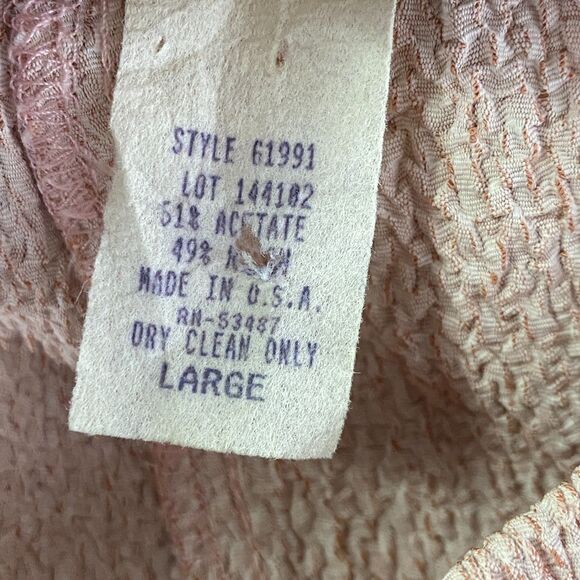 STYLE 61991
LOT 144102
51% ACETATE
49%
MADE IN U.S.A.
RN-53487
DRY CLEAN ONLY
LARGE